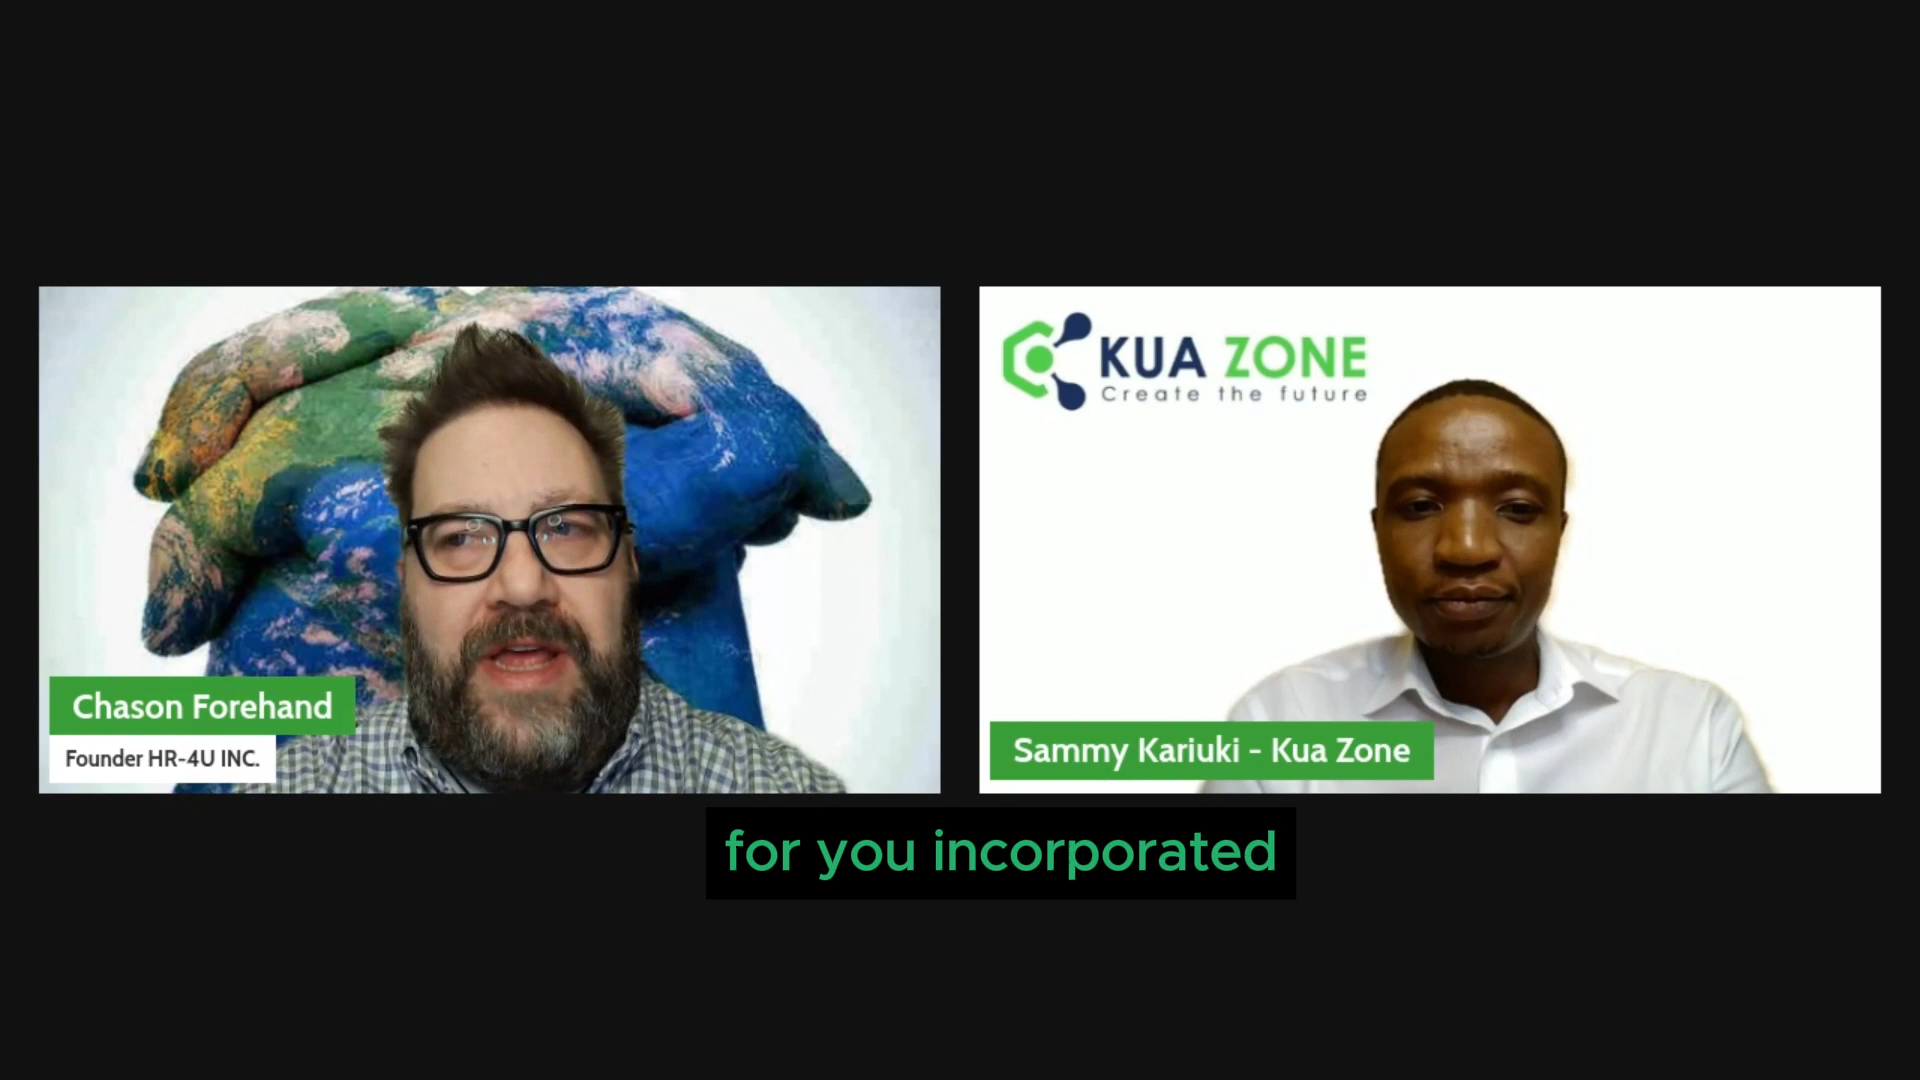 KUA ZONE
Create the future
Chason Forehand
Founder HR-4U INC.
Sammy Kariuki - Kua Zone
for you incorporated